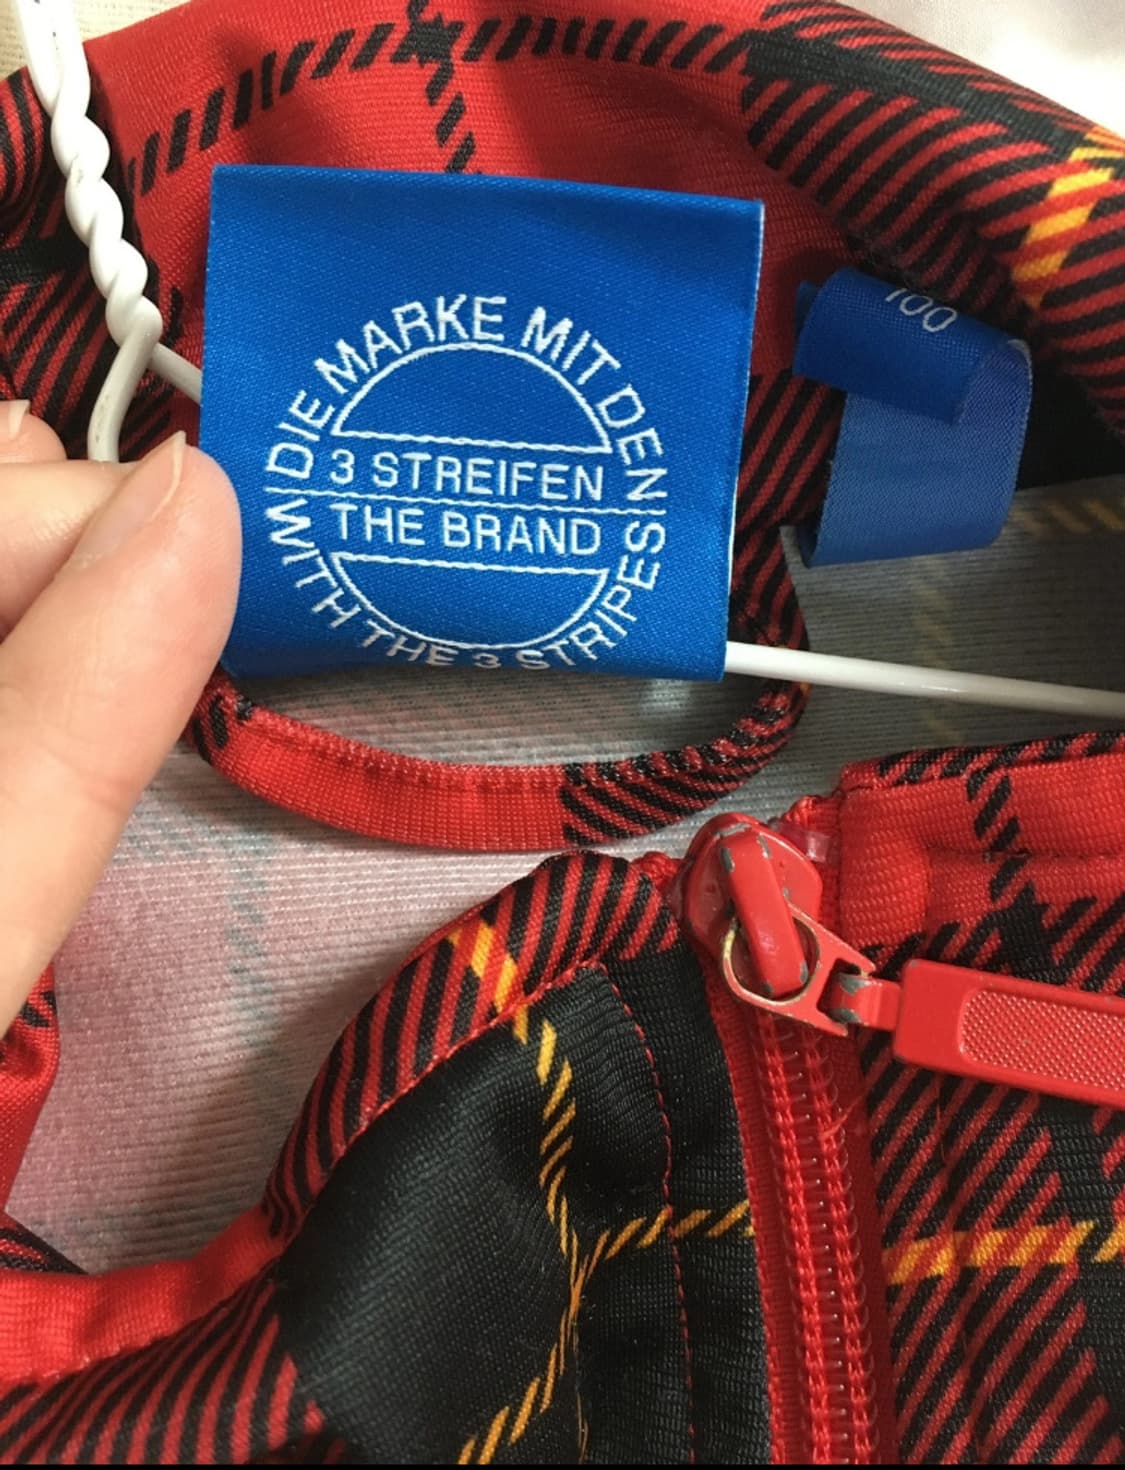 DIE MARKE MIT DEN
3 STREIFEN
THE BRAND
WITH THE 3 STRIPES
100